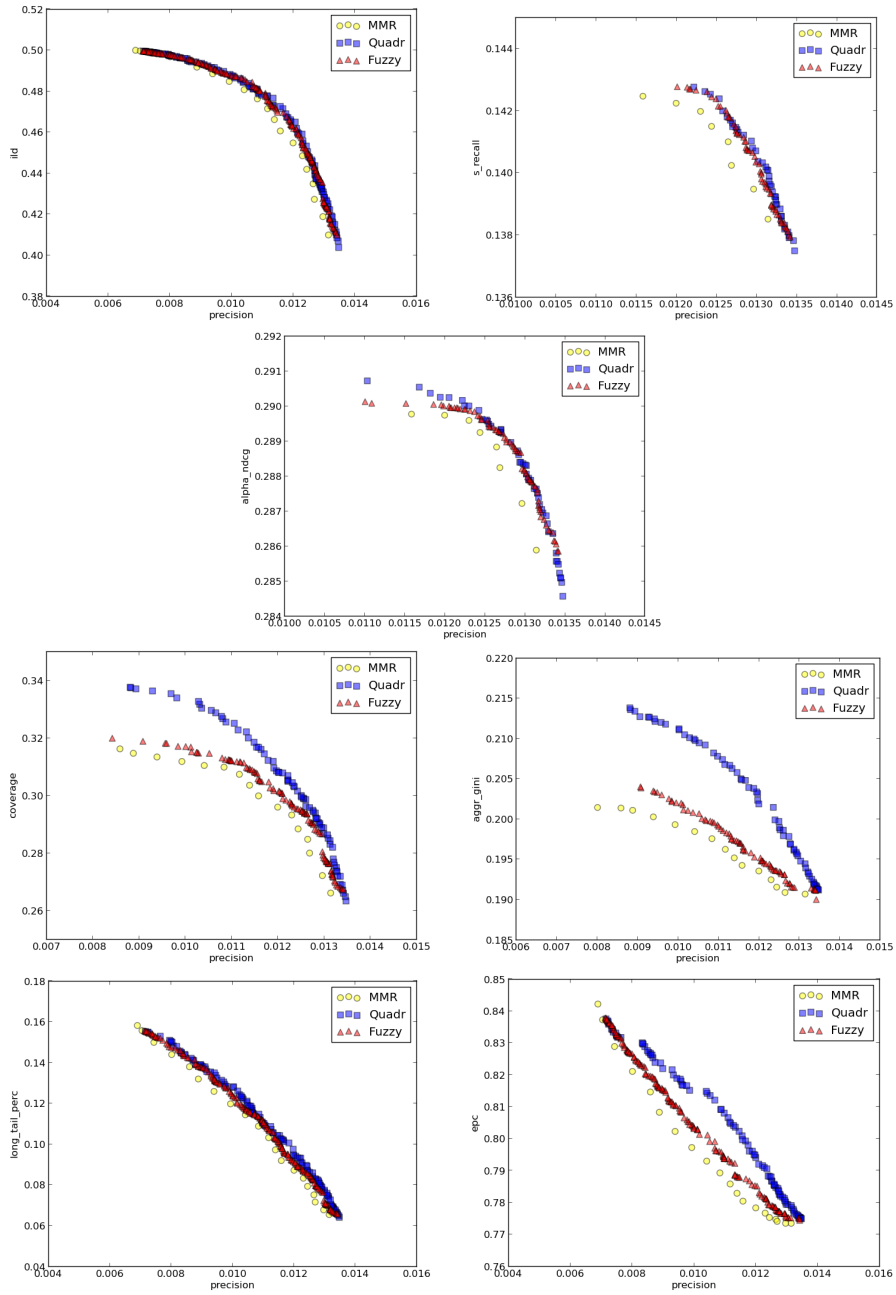 0.52
0.50
0.48
0.46
0.44
0.42
0.40
0.38
ild
0.004 0.006 0.008 0.010 0.012 0.014 0.016
precision
MMR
Quadr
Fuzzy
0.144
0.142
0.140
0.138
0.136
s_recall
0.0100 0.0105 0.0110 0.0115 0.0120 0.0125 0.0130 0.0135 0.0140 0.0145
precision
MMR
Quadr
Fuzzy
0.292
0.291
0.290
0.289
0.288
0.287
0.286
0.285
0.284
alpha_ndcg
0.0100 0.0105 0.0110 0.0115 0.0120 0.0125 0.0130 0.0135 0.0140 0.0145
precision
MMR
Quadr
Fuzzy
0.34
0.32
0.30
0.28
0.26
coverage
0.007 0.008 0.009 0.010 0.011 0.012 0.013 0.014 0.015
precision
MMR
Quadr
Fuzzy
0.220
0.215
0.210
0.205
0.200
0.195
0.190
0.185
aggr_gini
0.006 0.007 0.008 0.009 0.010 0.011 0.012 0.013 0.014 0.015
precision
MMR
Quadr
Fuzzy
0.18
0.16
0.14
0.12
0.10
0.08
0.06
0.04
long_tail_perc
0.004 0.006 0.008 0.010 0.012 0.014 0.016
precision
MMR
Quadr
Fuzzy
0.85
0.84
0.83
0.82
0.81
0.80
0.79
0.78
0.77
0.76
epc
0.004 0.006 0.008 0.010 0.012 0.014 0.016
precision
MMR
Quadr
Fuzzy